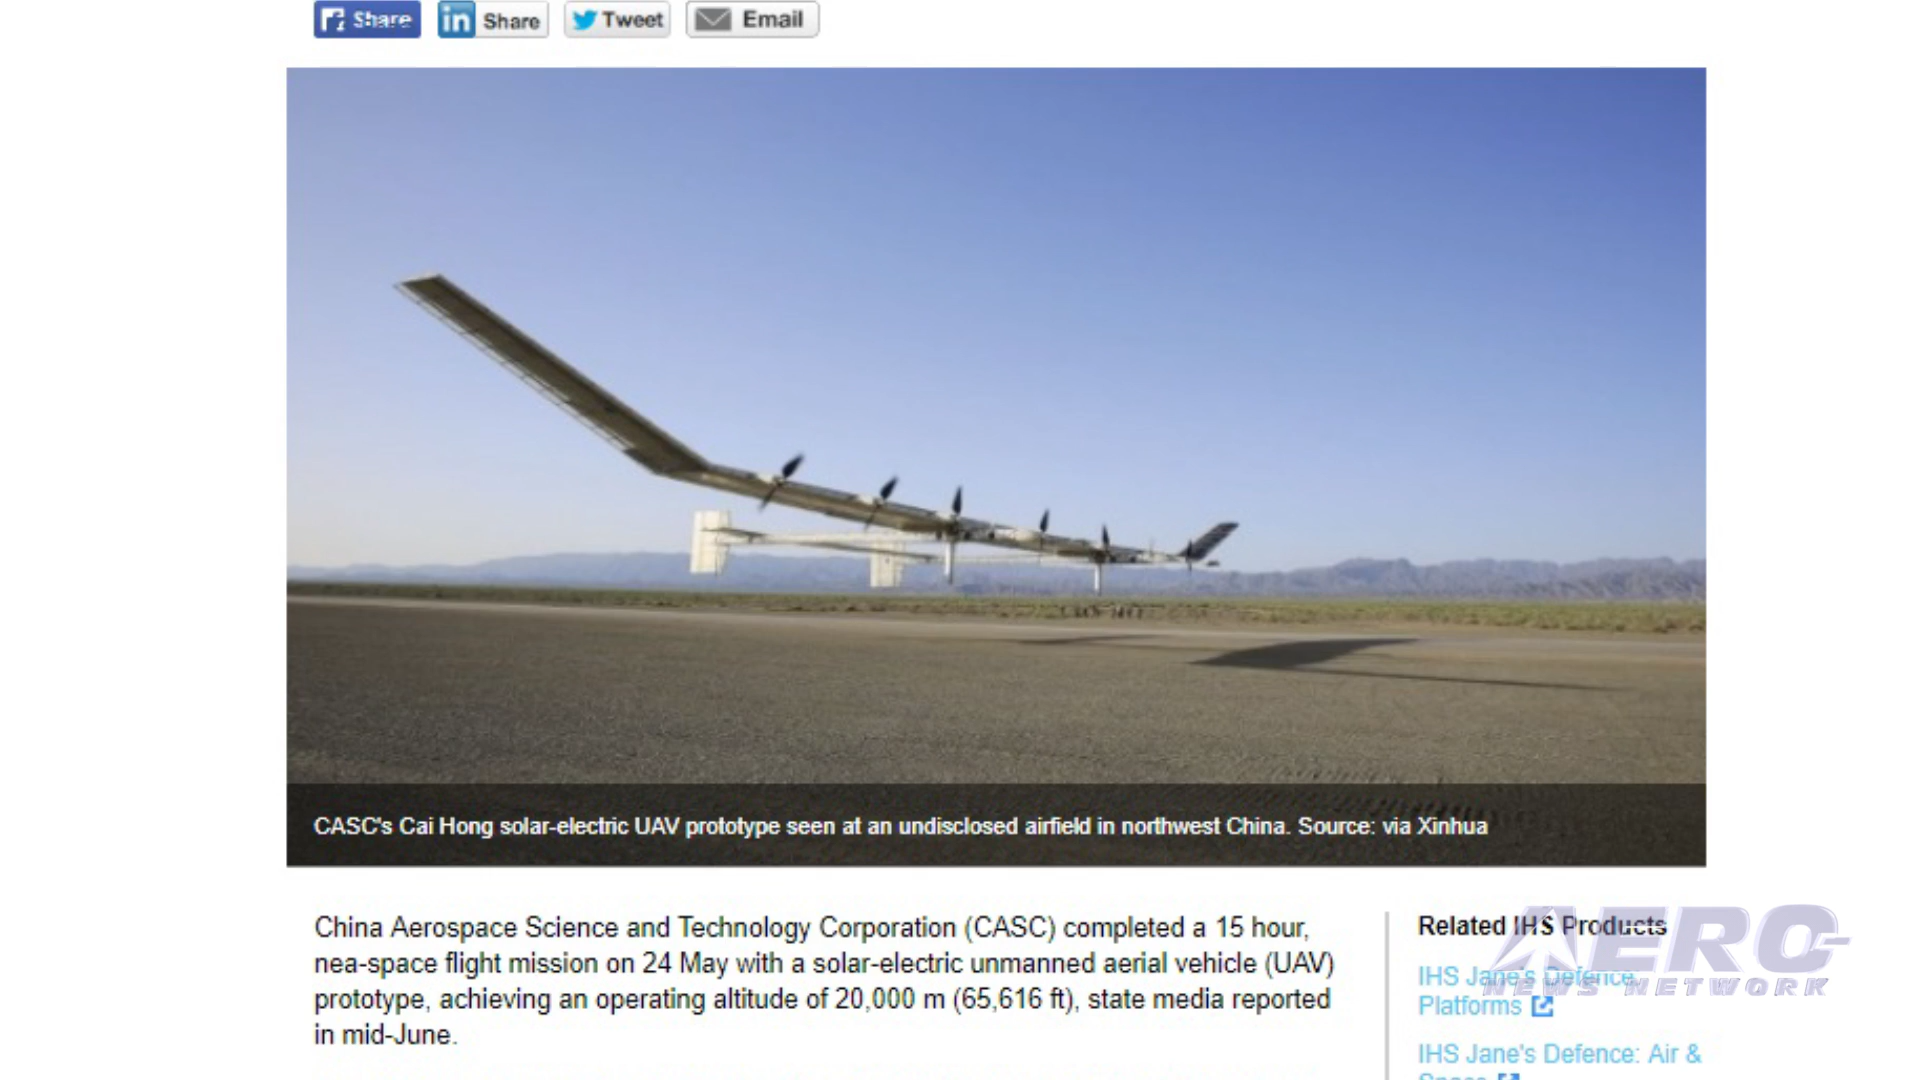 Share
in Share
Tweet
Email
CASC's Cai Hong solar-electric UAV prototype seen at an undisclosed airfield in northwest China. Source: via Xinhua
China Aerospace Science and Technology Corporation (CASC) completed a 15 hour,
nea-space flight mission on 24 May with a solar-electric unmanned aerial vehicle (UAV)
prototype, achieving an operating altitude of 20,000 m (65,616 ft), state media reported
in mid-June.
Related IHS Products
IHS Jane's Defence:
Platforms
IHS Jane's Defence: Air &
Space
AERO
NEWS NETWORK